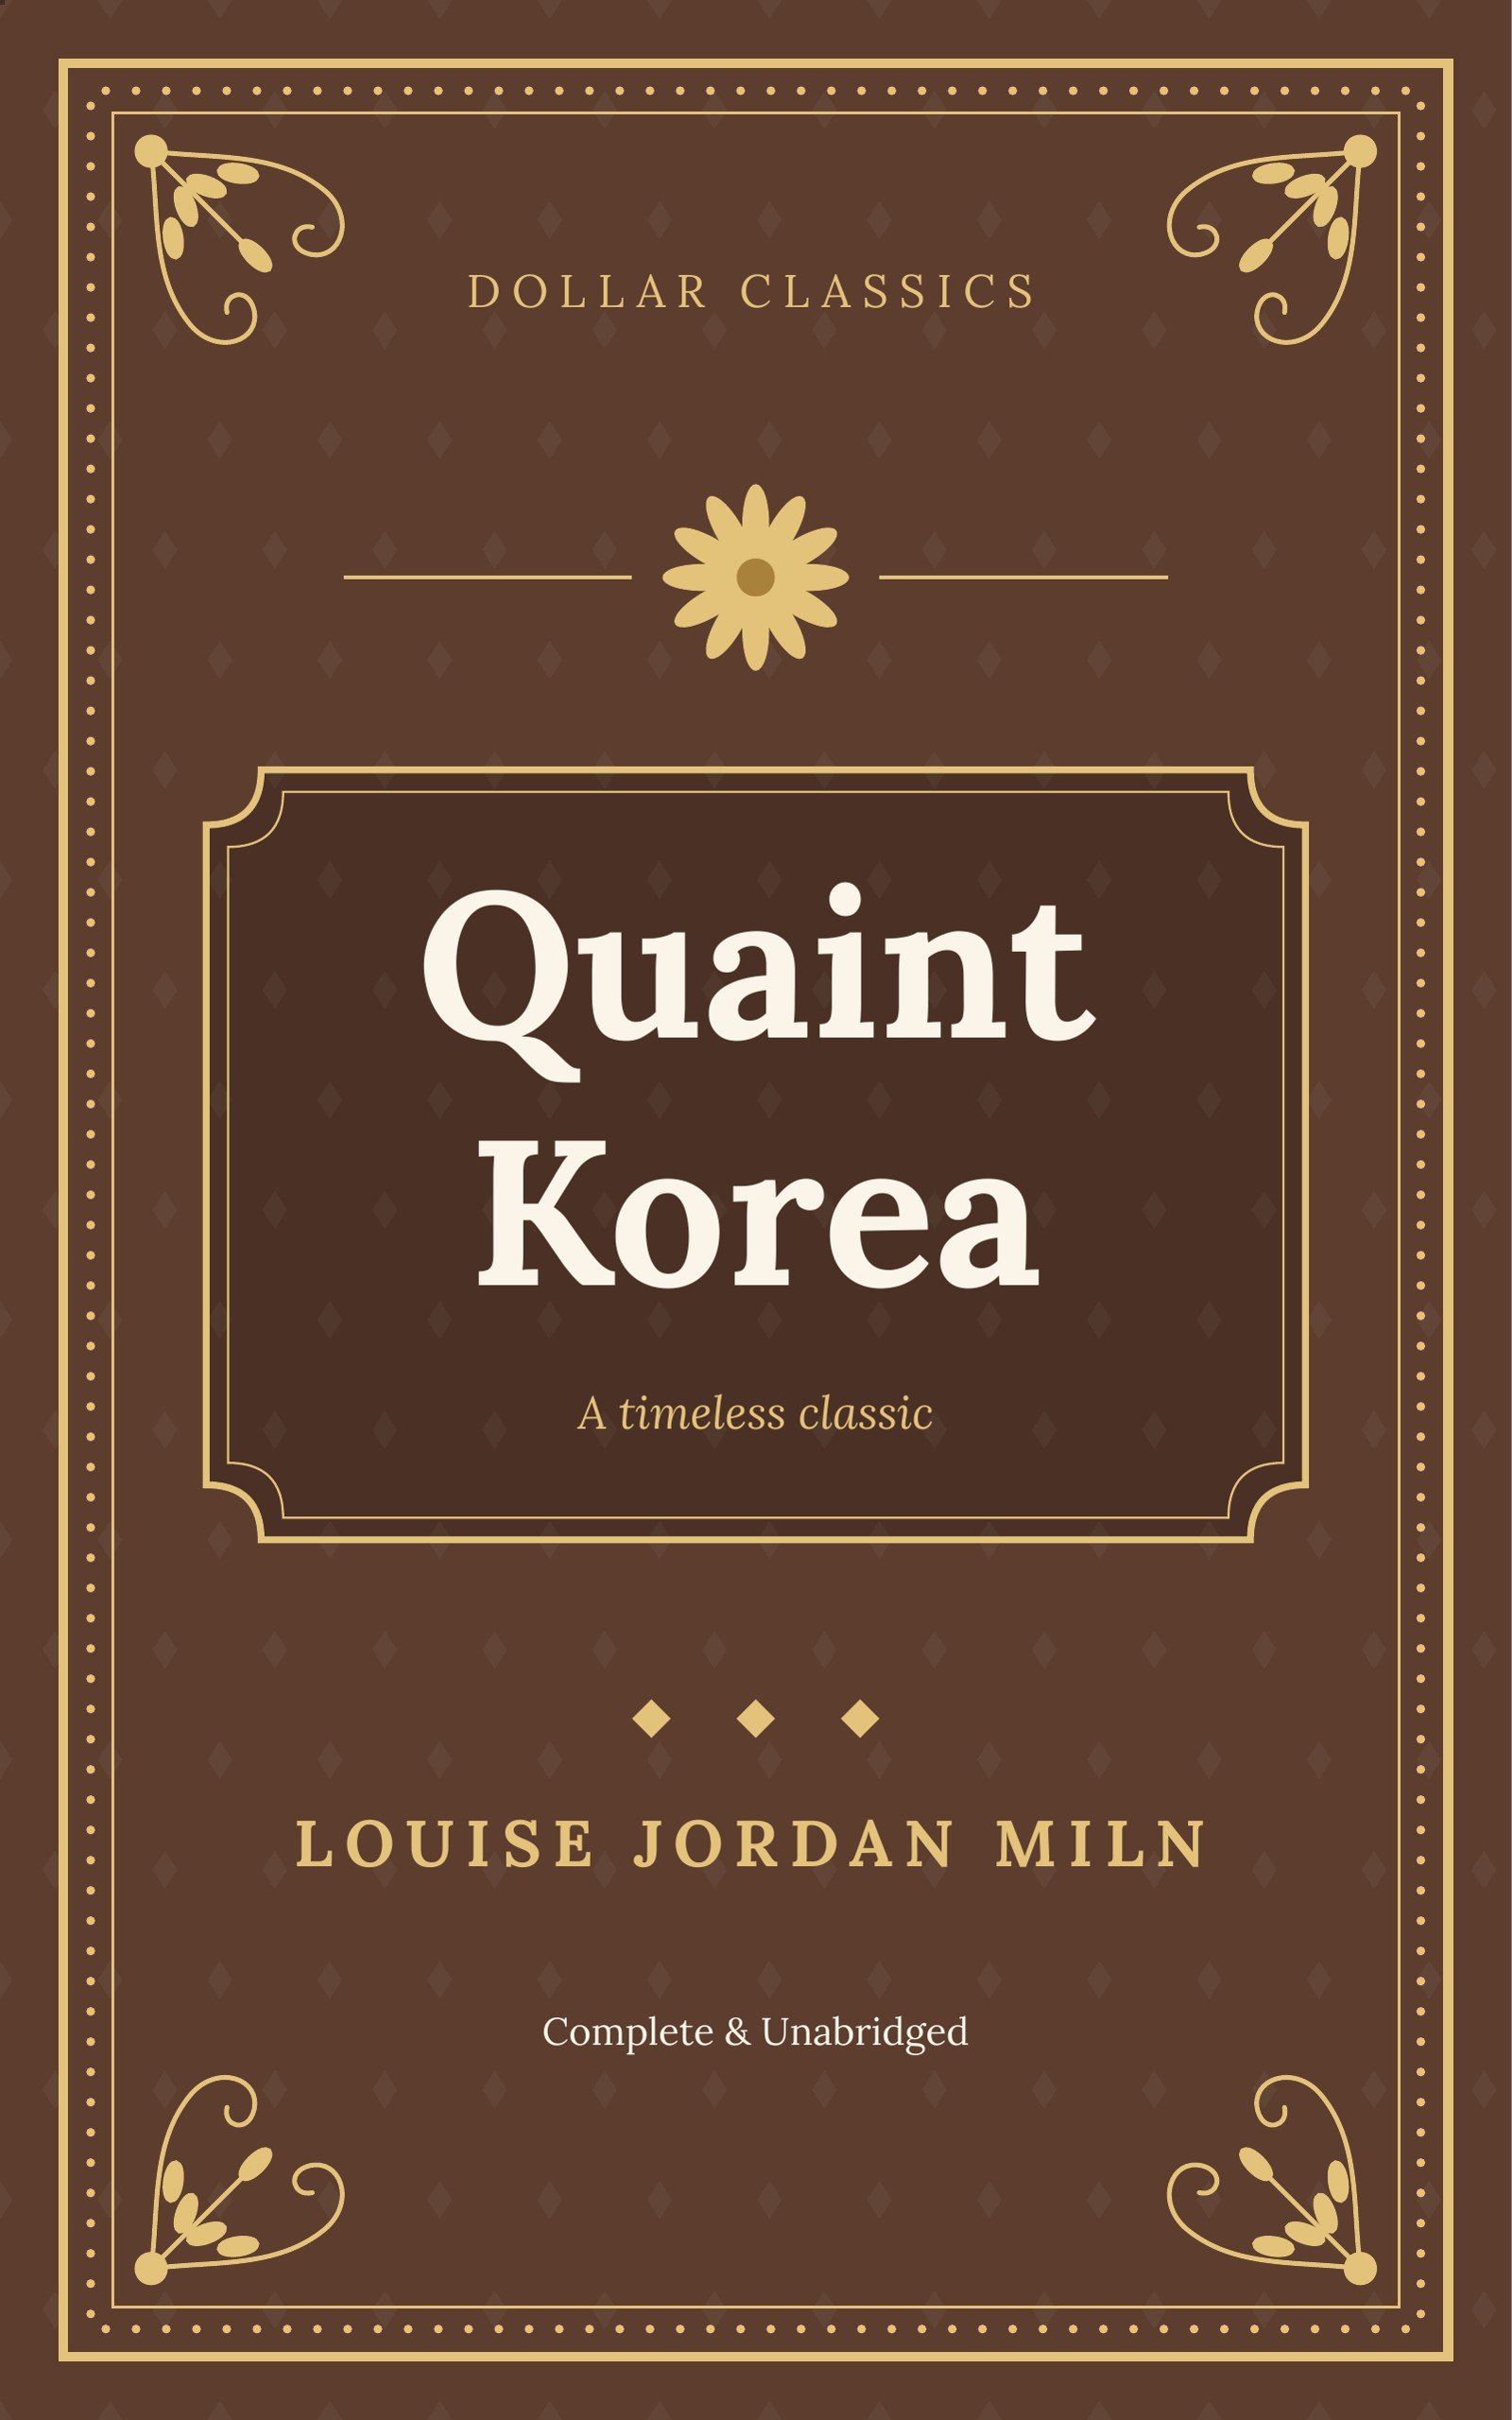 DOLLAR CLASSICS
Quaint
Korea
A timeless classic
LOUISE JORDAN MILN
Complete & Unabridged